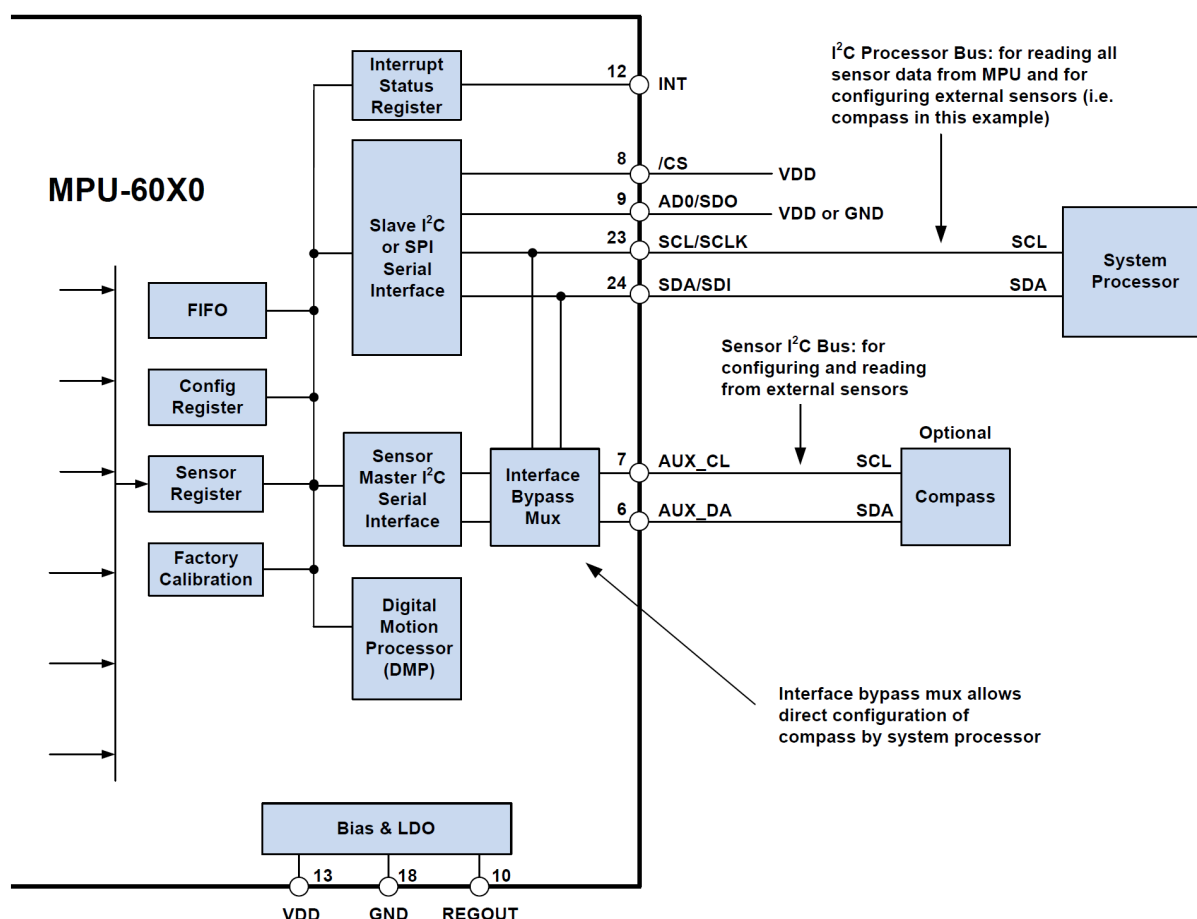 MPU-60X0
Interrupt
Status
Register
12
INT
I²C Processor Bus: for reading all
sensor data from MPU and for
configuring external sensors (i.e.
compass in this example)
Slave I²C
or SPI
Serial
Interface
8
/CS
VDD
9
AD0/SDO
VDD or GND
23
SCL/SCLK
SCL
24
SDA/SDI
SDA
System
Processor
FIFO
Config
Register
Sensor
Register
Factory
Calibration
Sensor I²C Bus: for
configuring and reading
from external sensors
Sensor
Master I²C
Serial
Interface
Interface
Bypass
Mux
7
AUX_CL
SCL
6
AUX_DA
SDA
Optional
Compass
Digital
Motion
Processor
(DMP)
Interface bypass mux allows
direct configuration of
compass by system processor
Bias & LDO
13
18
10
VDD
GND
REGOUT